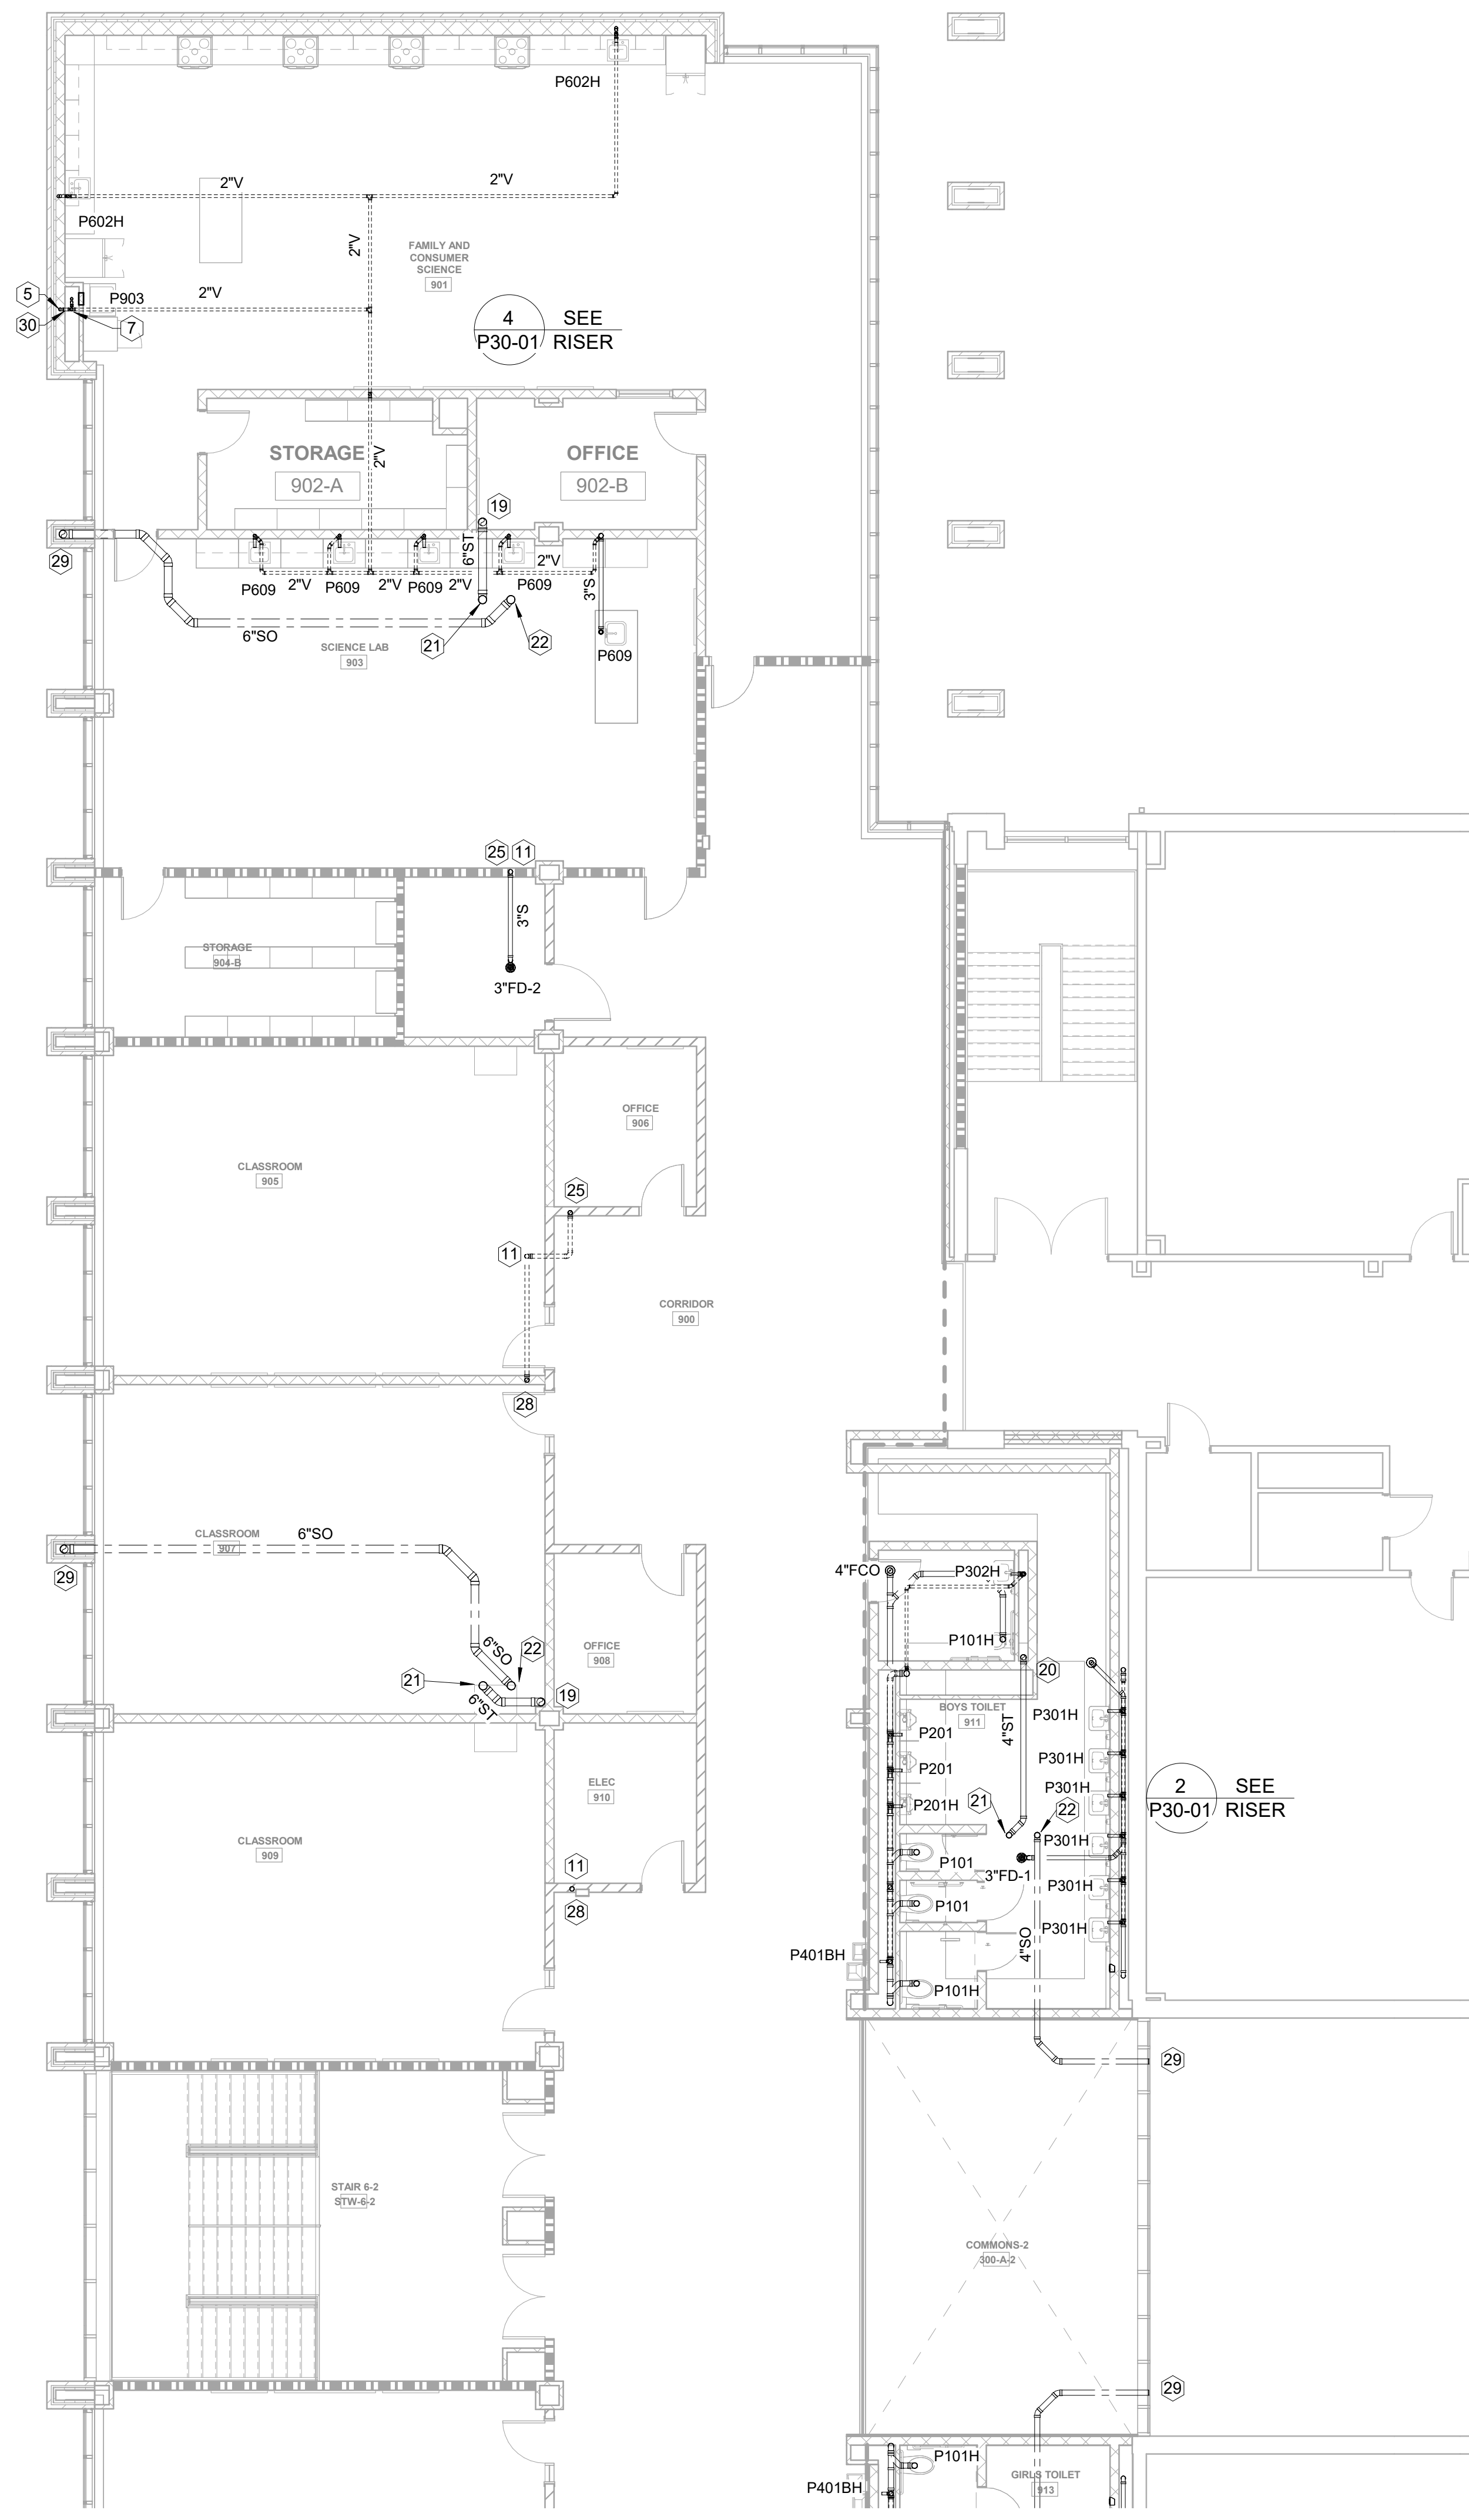 P602H
2"V
2"V
P602H
2"V
FAMILY AND
CONSUMER
SCIENCE
901
5
P903
2"V
30
7
4
P30-01
SEE
RISER
STORAGE
902-A
2"V
OFFICE
902-B
19
6"ST
29
2"V
P609
2"V
P609
2"V
P609
2"V
P609
3"S
6"SO
21
22
SCIENCE LAB
903
P609
25
11
3"S
STORAGE
904-B
3"FD-2
OFFICE
906
CLASSROOM
905
25
11
CORRIDOR
900
28
CLASSROOM
907
6"SO
29
4"FCO
P302H
P101H
6"SO
22
OFFICE
908
21
6"ST
19
20
BOYS TOILET
911
4"ST
P301H
P201
P301H
P201
P301H
P201H
21
22
2
P30-01
SEE
RISER
ELEC
910
P301H
CLASSROOM
909
P101
3"FD-1
11
P301H
28
P101
P301H
4"SO
P401BH
P101H
29
STAIR 6-2
STW-6-2
COMMONS-2
300-A-2
29
P101H
GIRLS TOILET
913
P401BH